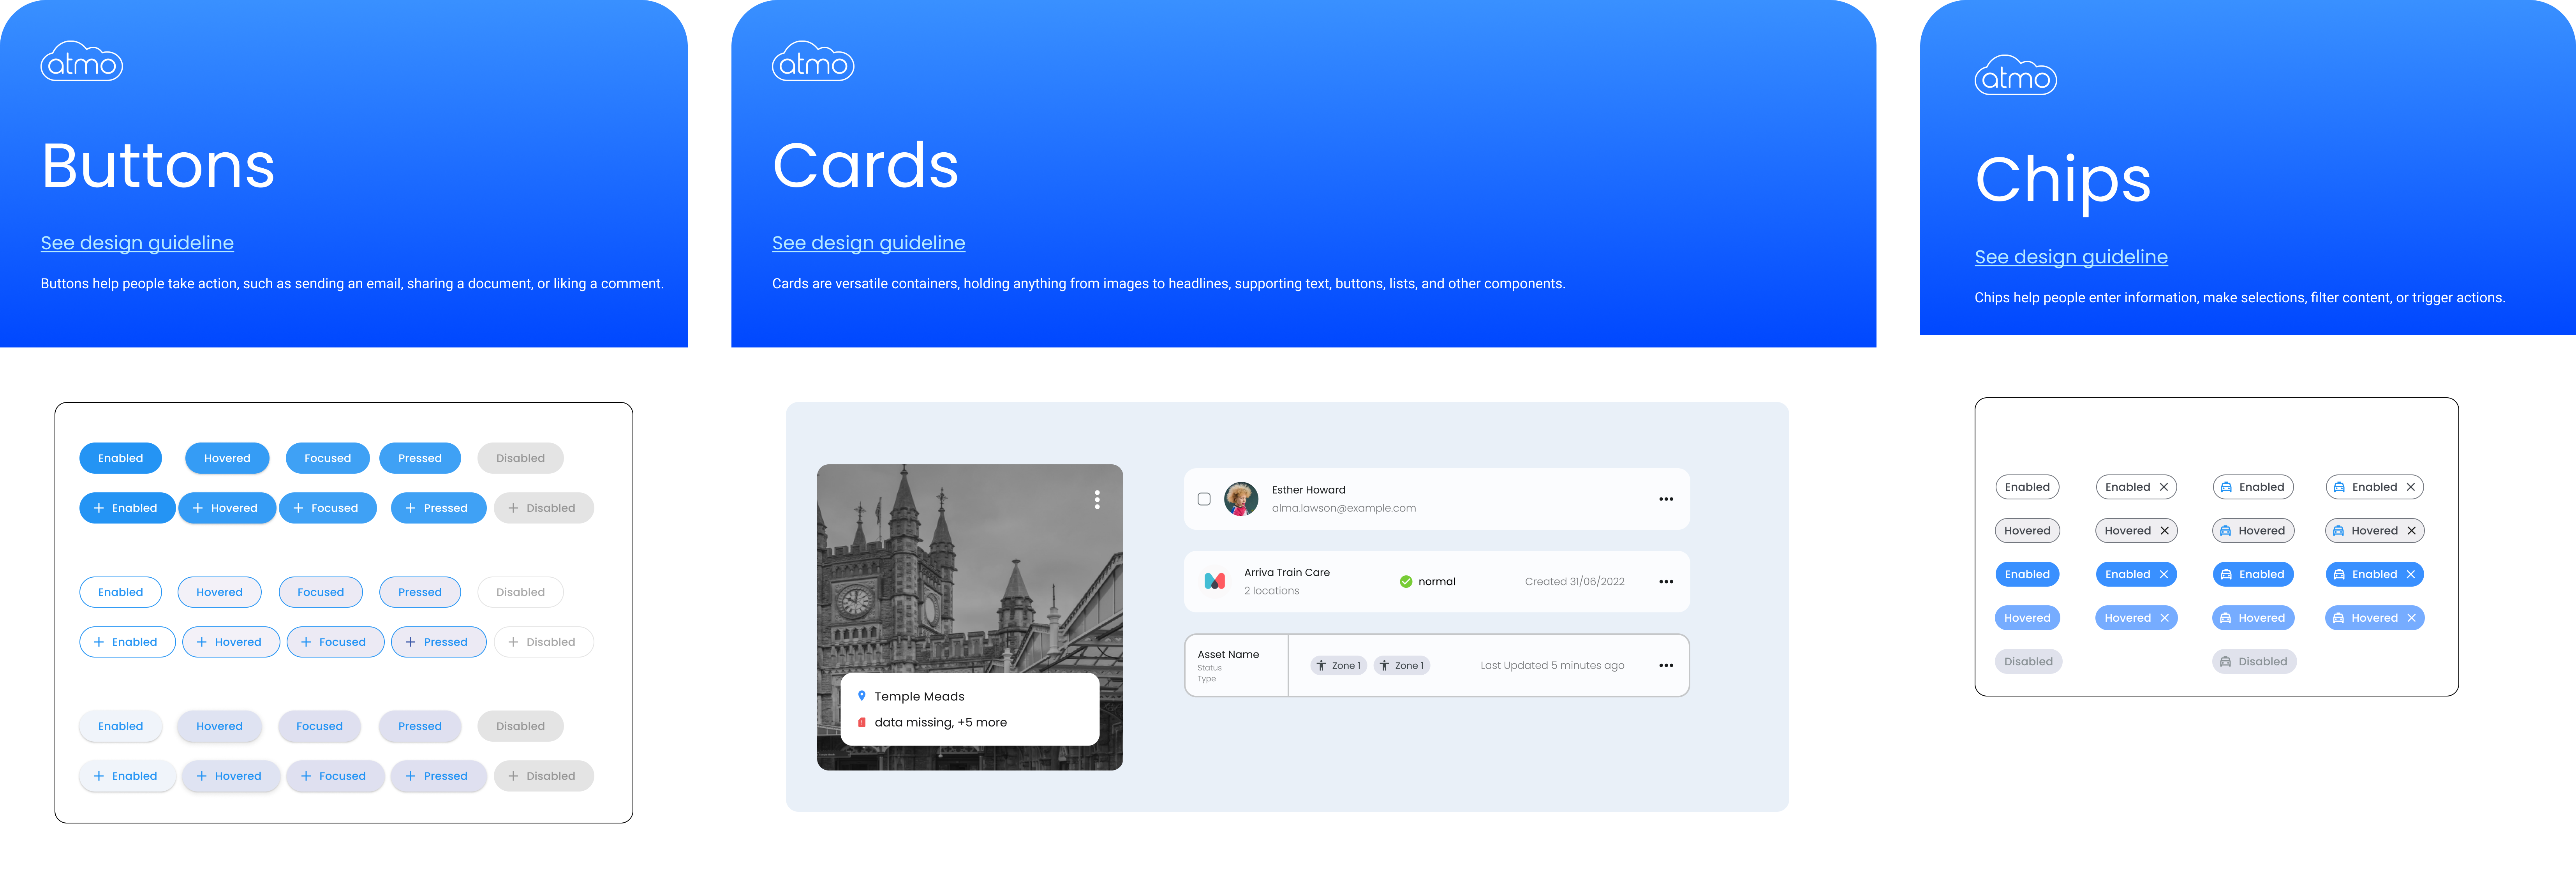 atmo
Buttons
See design guideline
Buttons help people take action, such as sending an email, sharing a document, or liking a comment.
Enabled Hovered Focused Pressed Disabled
Enabled Hovered Focused Pressed Disabled
Enabled Hovered Focused Pressed Disabled
Enabled Hovered Focused Pressed Disabled
Enabled Hovered Focused Pressed Disabled
Enabled Hovered Focused Pressed Disabled
atmo
Cards
See design guideline
Cards are versatile containers, holding anything from images to headlines, supporting text, buttons, lists, and other components.
Temple Meads
data missing, +5 more
Esther Howard
alma.lawson@example.com
Arriva Train Care
2 locations
normal
Created 31/06/2022
Asset Name
Status
Type
Zone 1 Zone 1
Last Updated 5 minutes ago
atmo
Chips
See design guideline
Chips help people enter information, make selections, filter content, or trigger actions.
Enabled Enabled Enabled Enabled
Hovered Hovered Hovered Hovered
Enabled Enabled Enabled Enabled
Hovered Hovered Hovered Hovered
Disabled Disabled